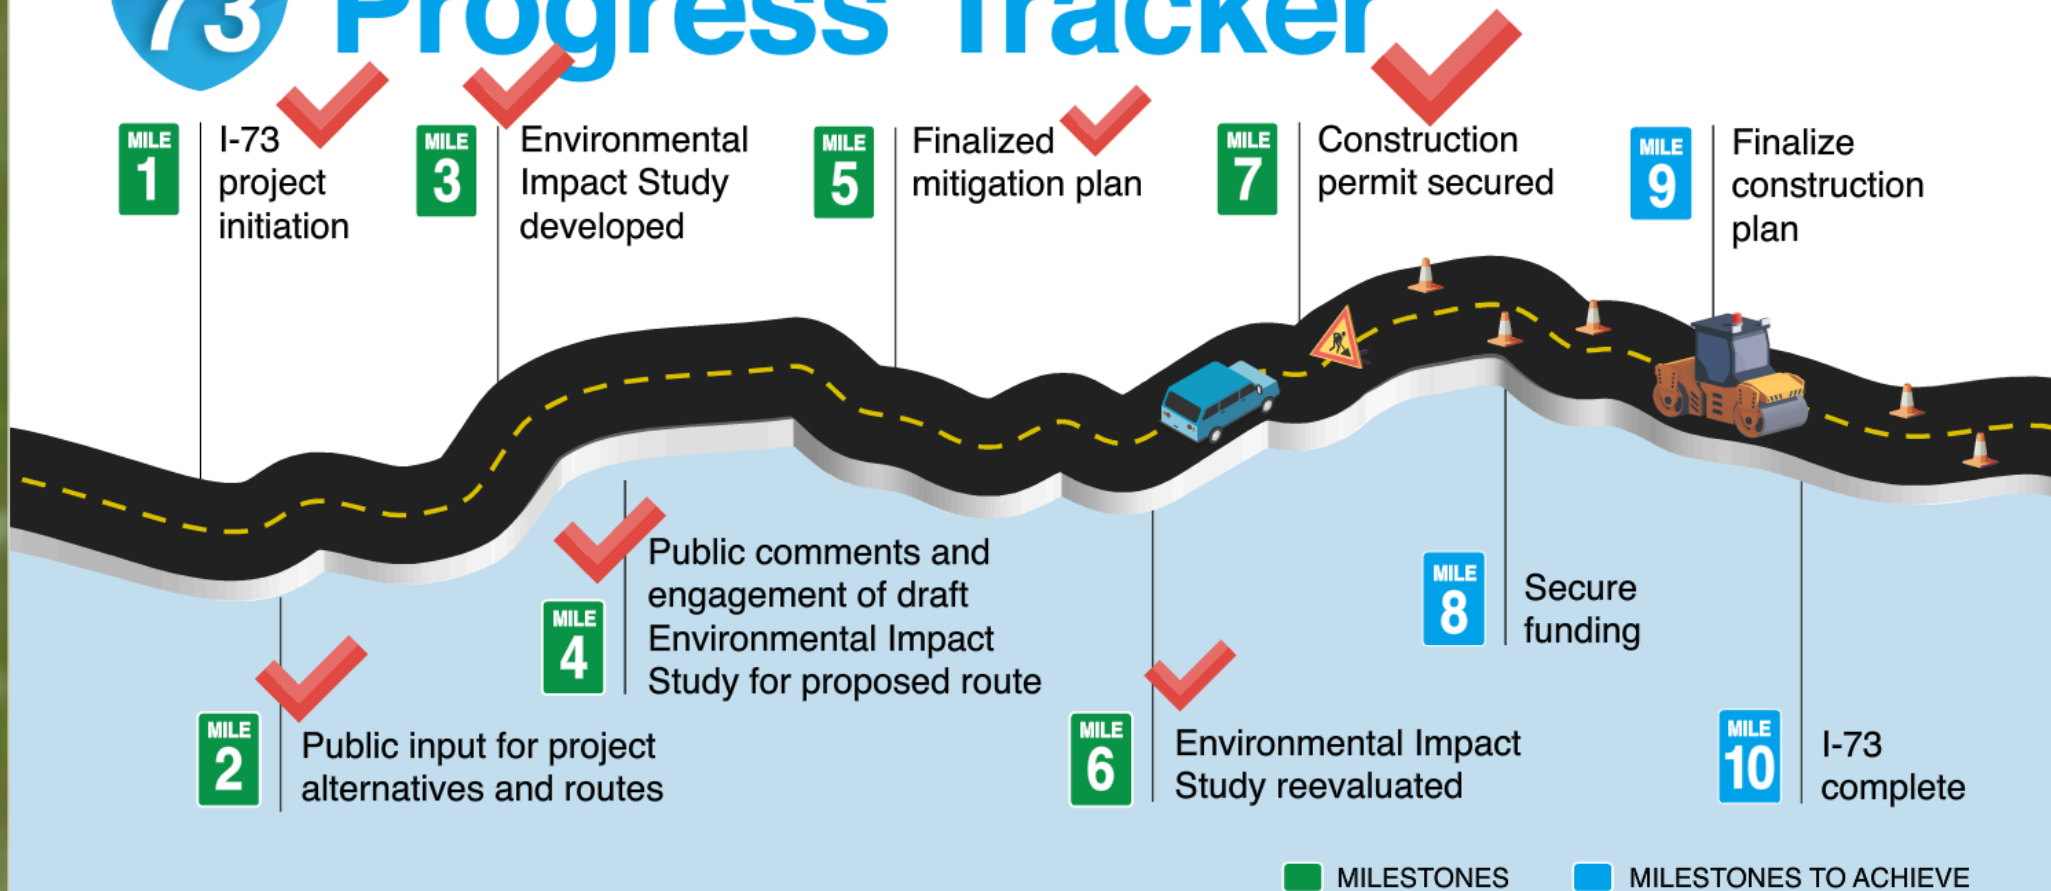 73 Progress Tracker
MILE
1
I-73
project
initiation
MILE
3
Environmental
Impact Study
developed
MILE
5
Finalized
mitigation plan
MILE
7
Construction
permit secured
MILE
9
Finalize
construction
plan
MILE
2
Public input for project
alternatives and routes
MILE
4
Public comments and
engagement of draft
Environmental Impact
Study for proposed route
MILE
6
Environmental Impact
Study reevaluated
MILE
8
Secure
funding
MILE
10
I-73
complete
MILESTONES
MILESTONES TO ACHIEVE